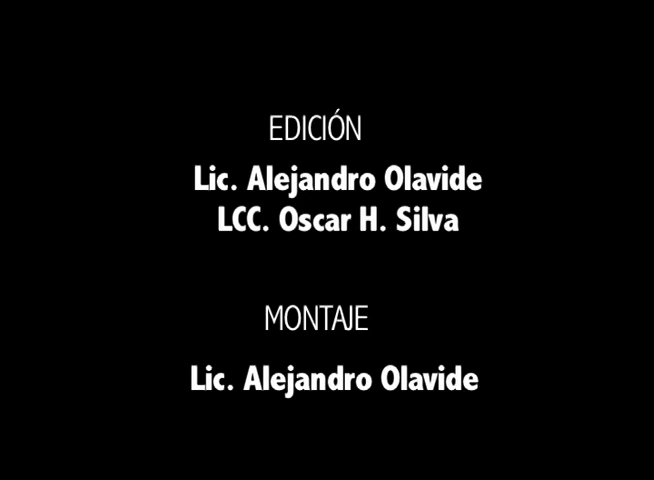 EDICIÓN
Lic. Alejandro Olavide
LCC. Oscar H. Silva
MONTAJE
Lic. Alejandro Olavide